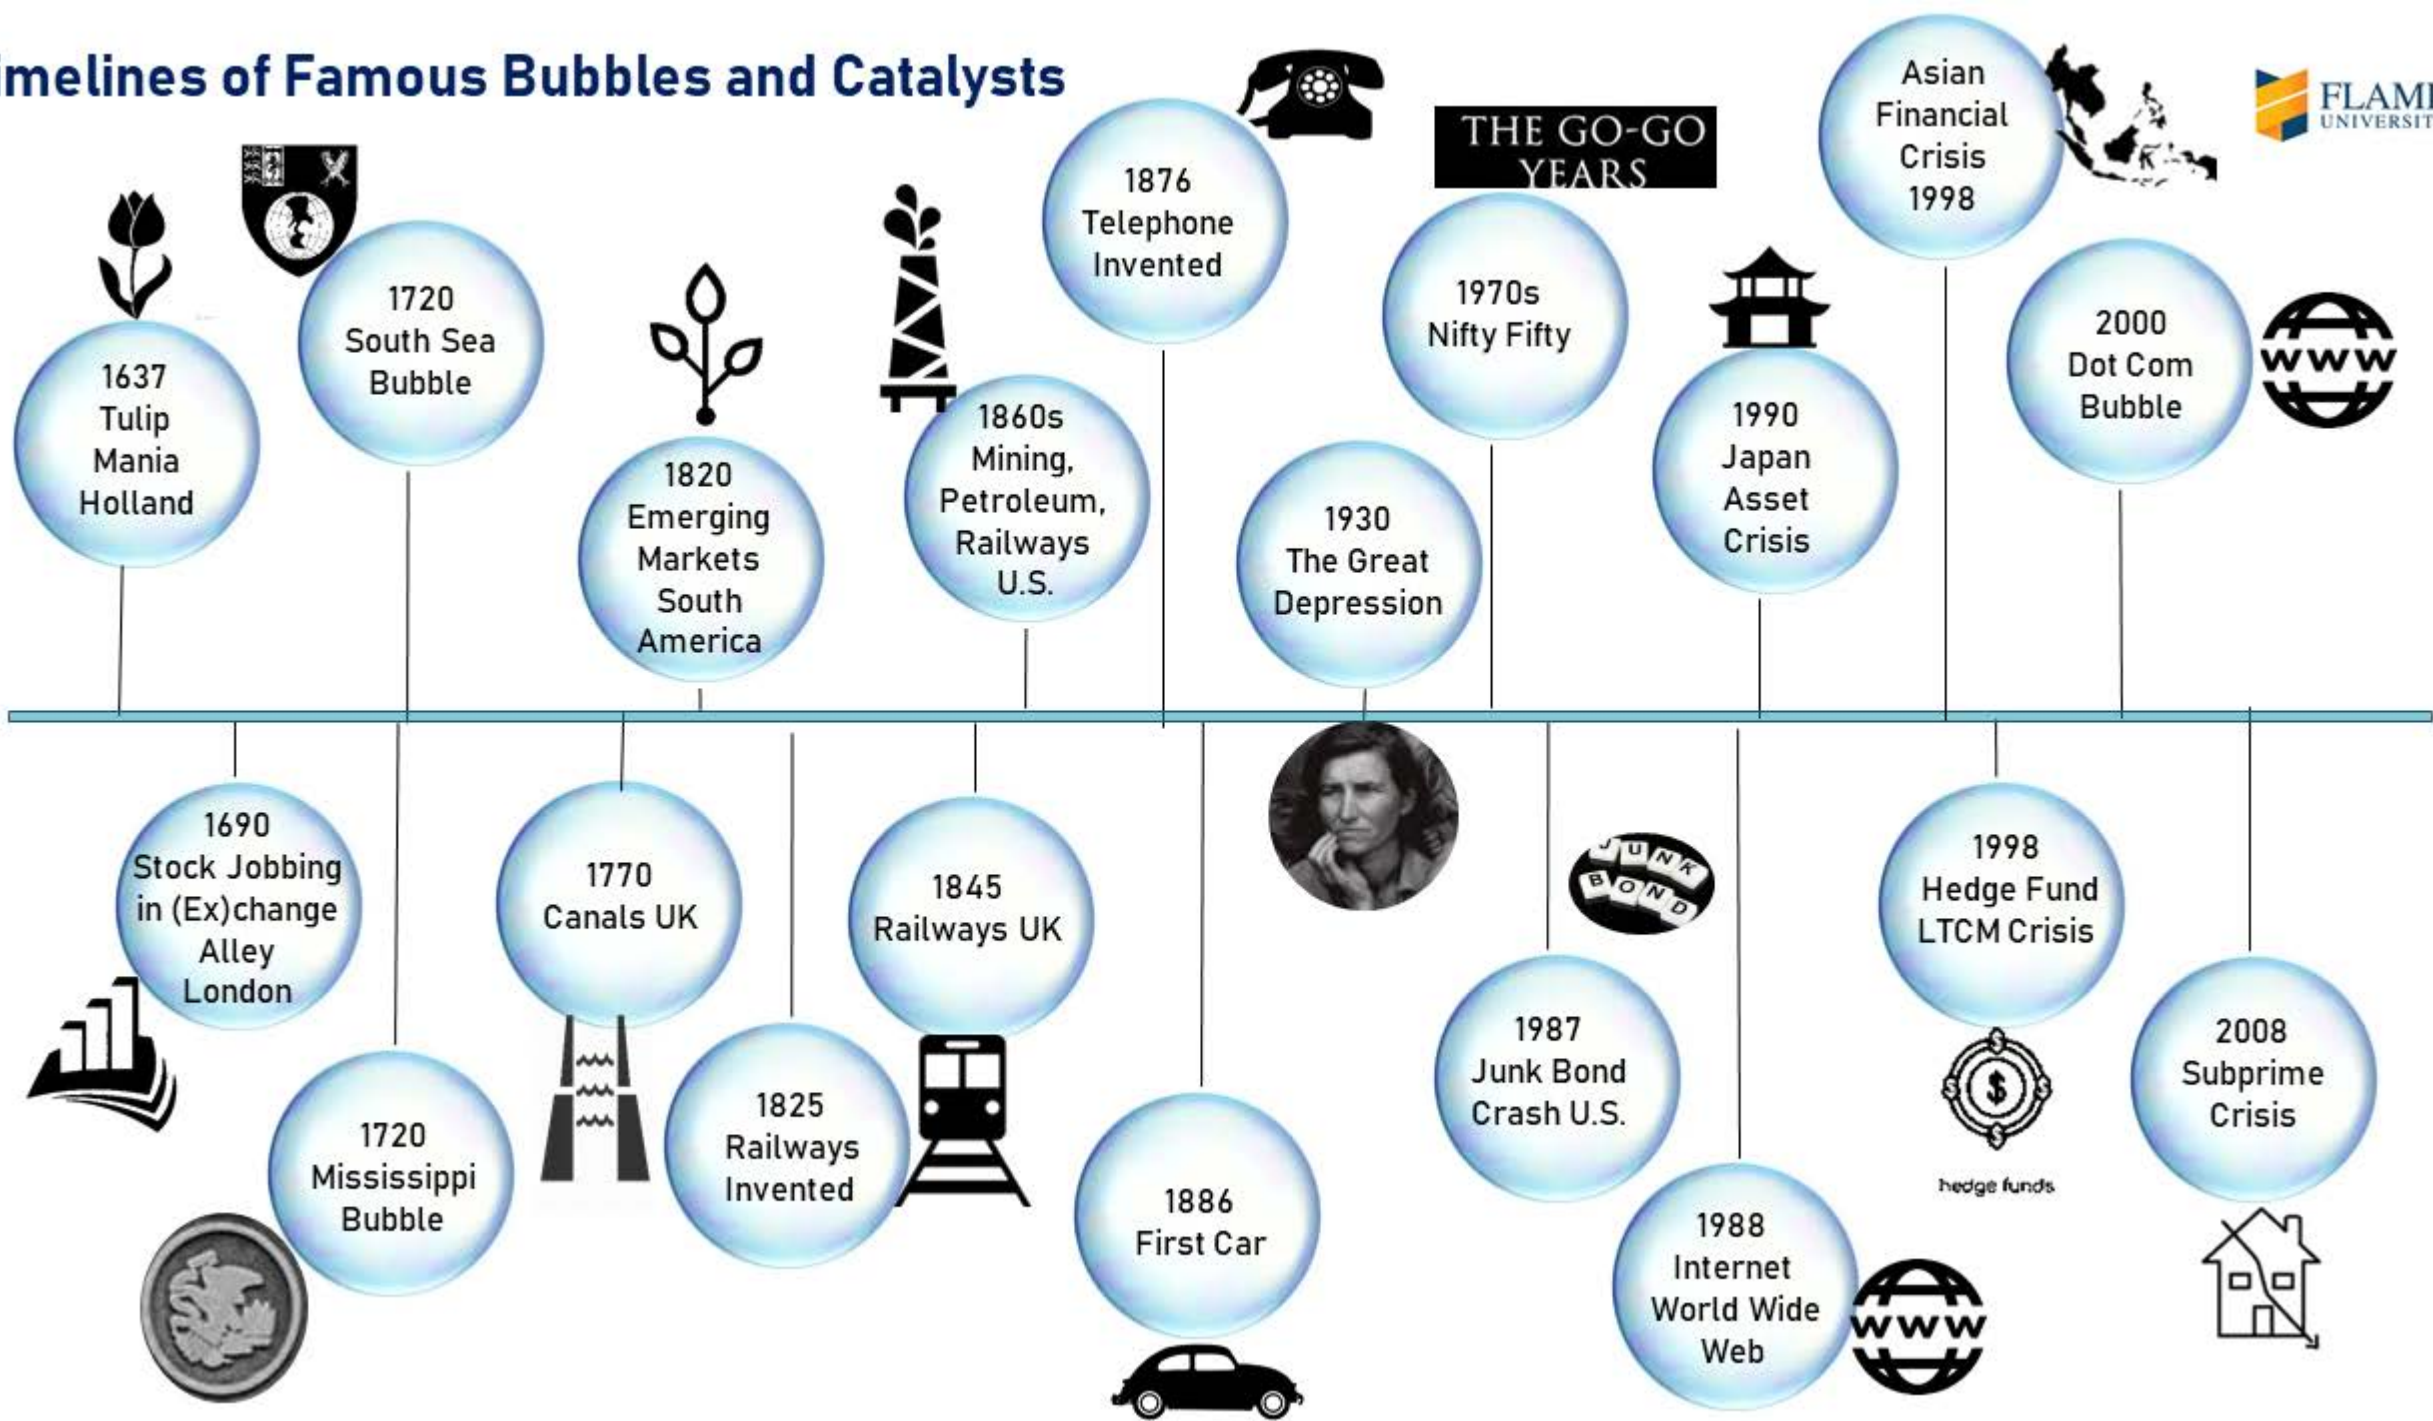 imelines of Famous Bubbles and Catalysts
FLAME
UNIVERSIT
THE GO-GO
YEARS
1637
Tulip
Mania
Holland
1720
South Sea
Bubble
1820
Emerging
Markets
South
America
1860s
Mining,
Petroleum,
Railways
U.S.
1876
Telephone
Invented
1930
The Great
Depression
1970s
Nifty Fifty
1990
Japan
Asset
Crisis
Asian
Financial
Crisis
1998
2000
Dot Com
Bubble
WWW
1690
Stock Jobbing
in (Ex)change
Alley
London
1720
Mississippi
Bubble
1770
Canals UK
1825
Railways
Invented
1845
Railways UK
1886
First Car
1987
Junk Bond
Crash U.S.
JUNK
BOND
1988
Internet
World Wide
Web
WWW
1998
Hedge Fund
LTCM Crisis
$
hedge funds
2008
Subprime
Crisis